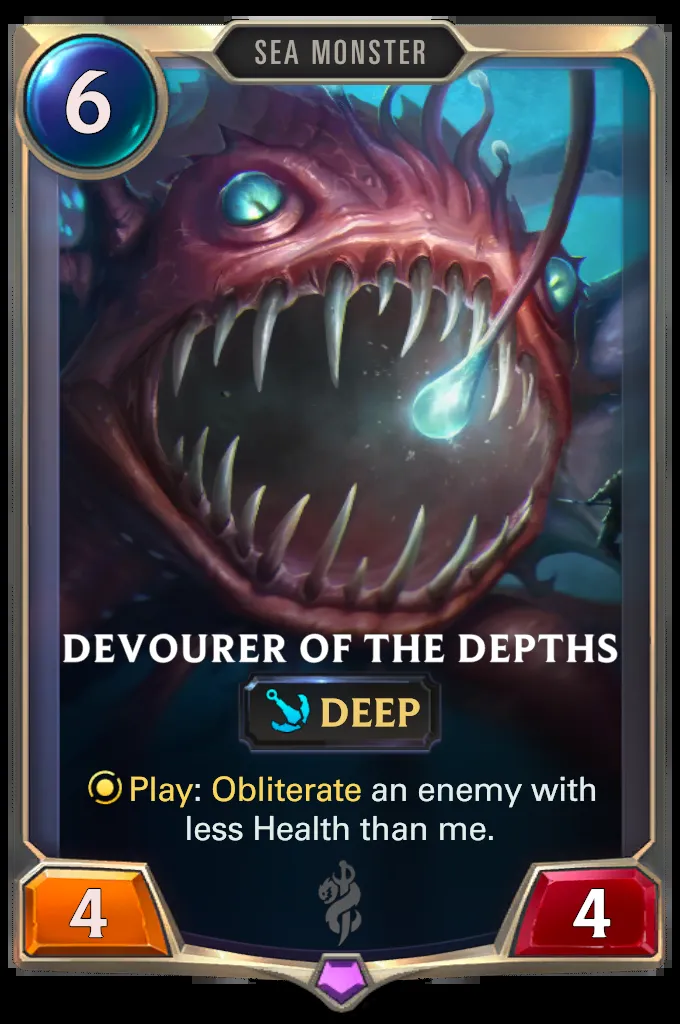 SEA MONSTER
6
DEVOURER OF THE DEPTHS
DEEP
Play: Obliterate an enemy with
less Health than me.
4
4